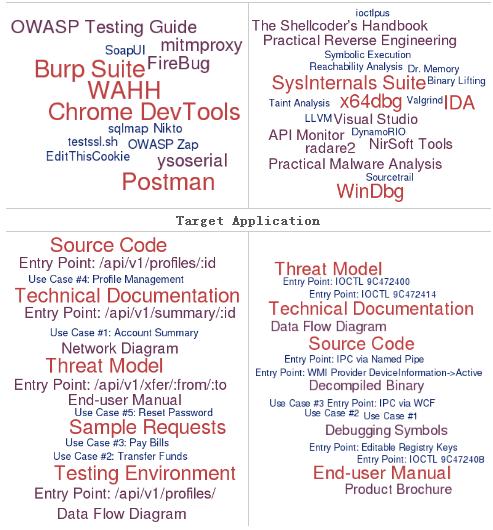 OWASP Testing Guide
SoapUI mitmproxy
Burp Suite FireBug
WAHH
Chrome DevTools
sqlmap Nikto
testssl.sh OWASP Zap
EditThisCookie ysoserial
Postman
ioctlpus
The Shellcoder's Handbook
Practical Reverse Engineering
Symbolic Execution
Reachability Analysis Dr. Memory
SysInternals Suite Binary Lifting
Taint Analysis x64dbg Valgrind IDA
LLVM Visual Studio
API Monitor DynamoRIO
radare2 NirSoft Tools
Practical Malware Analysis
Sourcetrail
WinDbg
Target Application
Source Code
Entry Point: /api/v1/profiles/:id
Use Case #4: Profile Management
Technical Documentation
Entry Point: /api/v1/summary/:id
Use Case #1: Account Summary
Network Diagram
Threat Model
Entry Point: /api/v1/xfer/:from/:to
End-user Manual
Use Case #5: Reset Password
Sample Requests
Use Case #3: Pay Bills
Use Case #2: Transfer Funds
Testing Environment
Entry Point: /api/v1/profiles/
Data Flow Diagram
Threat Model
Entry Point: IOCTL 9C472400
Entry Point: IOCTL 9C472414
Technical Documentation
Data Flow Diagram
Source Code
Entry Point: IPC via Named Pipe
Entry Point: WMI Provider DeviceInformation->Active
Decompiled Binary
Use Case #3 Entry Point: IPC via WCF
Use Case #2 Use Case #1
Debugging Symbols
Entry Point: Editable Registry Keys
Entry Point: IOCTL 9C47240B
End-user Manual
Product Brochure